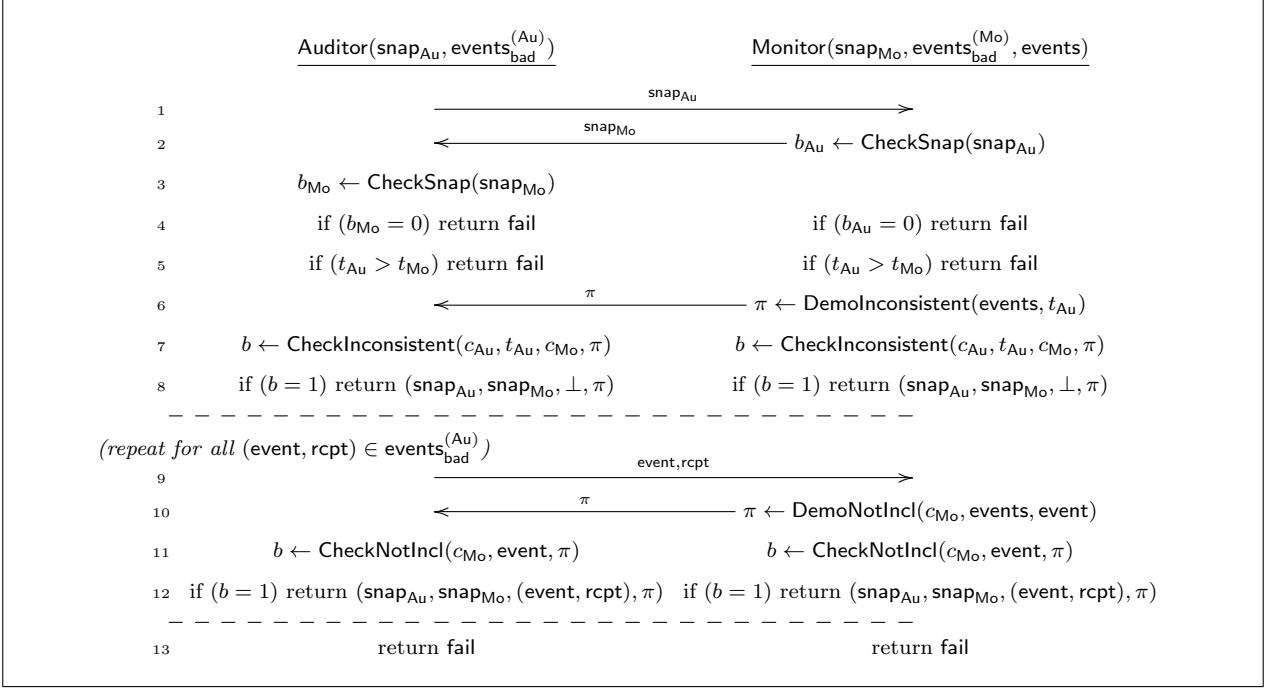 Auditor(snap_Au, events_bad^(Au)) Monitor(snap_Mo, events_bad^(Mo), events)
1 snap_Au
2 snap_Mo b_Au ← CheckSnap(snap_Au)
3 b_Mo ← CheckSnap(snap_Mo)
4 if (b_Mo = 0) return fail if (b_Au = 0) return fail
5 if (t_Au > t_Mo) return fail if (t_Au > t_Mo) return fail
6 π π ← DemoInconsistent(events, t_Au)
7 b ← CheckInconsistent(c_Au, t_Au, c_Mo, π) b ← CheckInconsistent(c_Au, t_Au, c_Mo, π)
8 if (b = 1) return (snap_Au, snap_Mo, ⊥, π) if (b = 1) return (snap_Au, snap_Mo, ⊥, π)
(repeat for all (event, rcpt) ∈ events_bad^(Au))
9 event,rcpt
10 π π ← DemoNotIncl(c_Mo, events, event)
11 b ← CheckNotIncl(c_Mo, event, π) b ← CheckNotIncl(c_Mo, event, π)
12 if (b = 1) return (snap_Au, snap_Mo, (event, rcpt), π) if (b = 1) return (snap_Au, snap_Mo, (event, rcpt), π)
13 return fail return fail